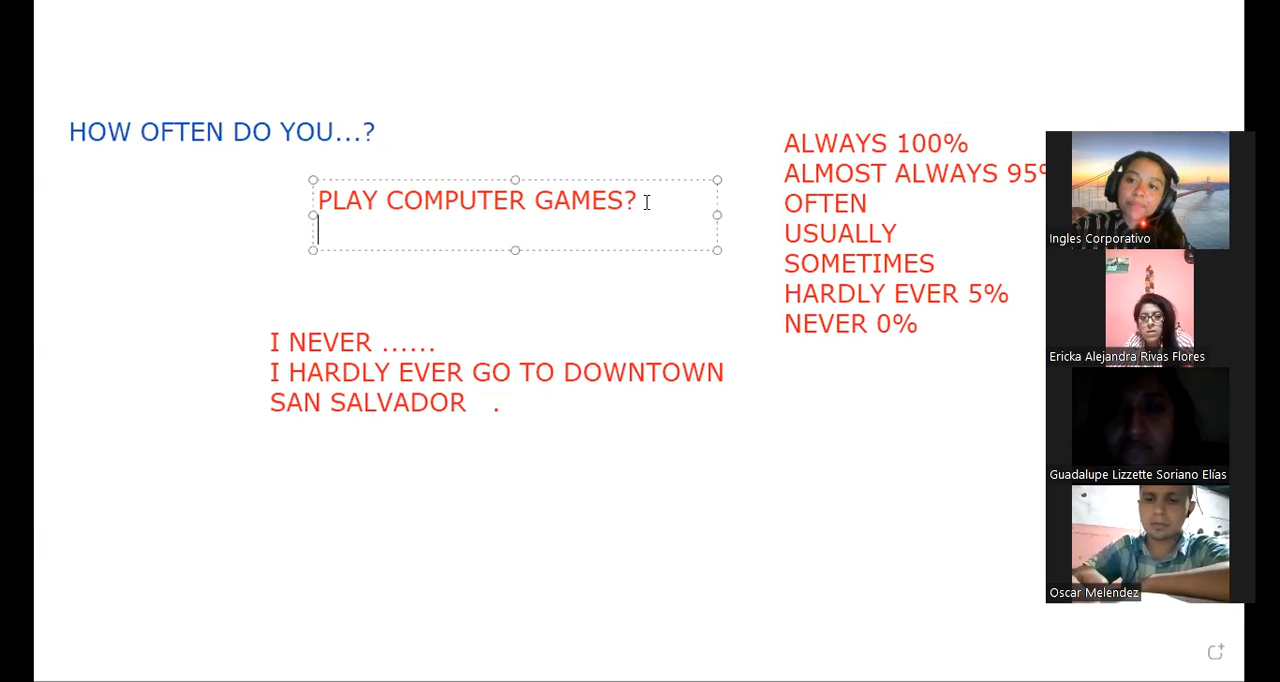 HOW OFTEN DO YOU...?
PLAY COMPUTER GAMES?
I NEVER ......
I HARDLY EVER GO TO DOWNTOWN
SAN SALVADOR .
ALWAYS 100%
ALMOST ALWAYS 95%
OFTEN
USUALLY
SOMETIMES
HARDLY EVER 5%
NEVER 0%
Ingles Corporativo
Ericka Alejandra Rivas Flores
Guadalupe Lizzette Soriano Elías
Oscar Melendez